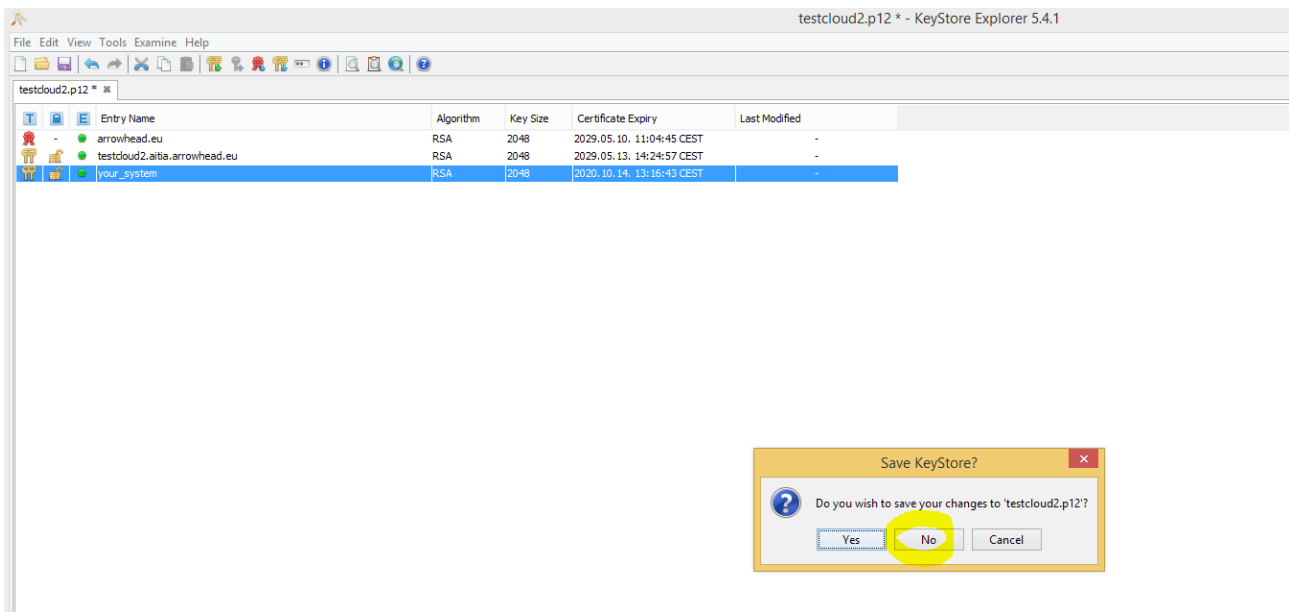 testcloud2.p12 * - KeyStore Explorer 5.4.1
File Edit View Tools Examine Help
testcloud2.p12 *
T E Entry Name Algorithm Key Size Certificate Expiry Last Modified
- arrowhead.eu RSA 2048 2029.05.10. 11:04:45 CEST -
testcloud2.aitia.arrowhead.eu RSA 2048 2029.05.13. 14:24:57 CEST -
your_system RSA 2048 2020.10.14. 13:16:43 CEST -
Save KeyStore?
Do you wish to save your changes to 'testcloud2.p12'?
Yes No Cancel